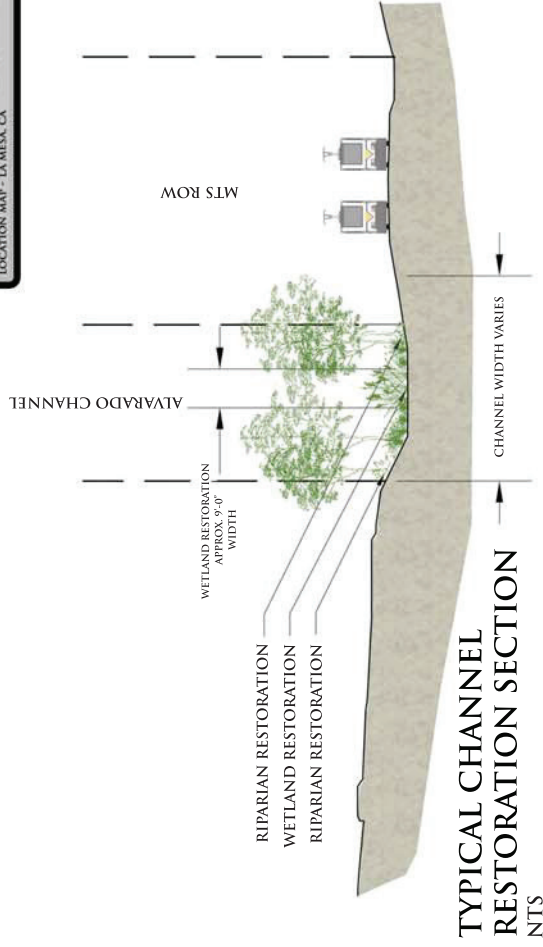 LOCATION MAP - LA MESA, CA
MTS ROW
ALVARADO CHANNEL
WETLAND RESTORATION
APPROX. 9'-0"
WIDTH
RIPARIAN RESTORATION
WETLAND RESTORATION
RIPARIAN RESTORATION
CHANNEL WIDTH VARIES
TYPICAL CHANNEL
RESTORATION SECTION
NTS